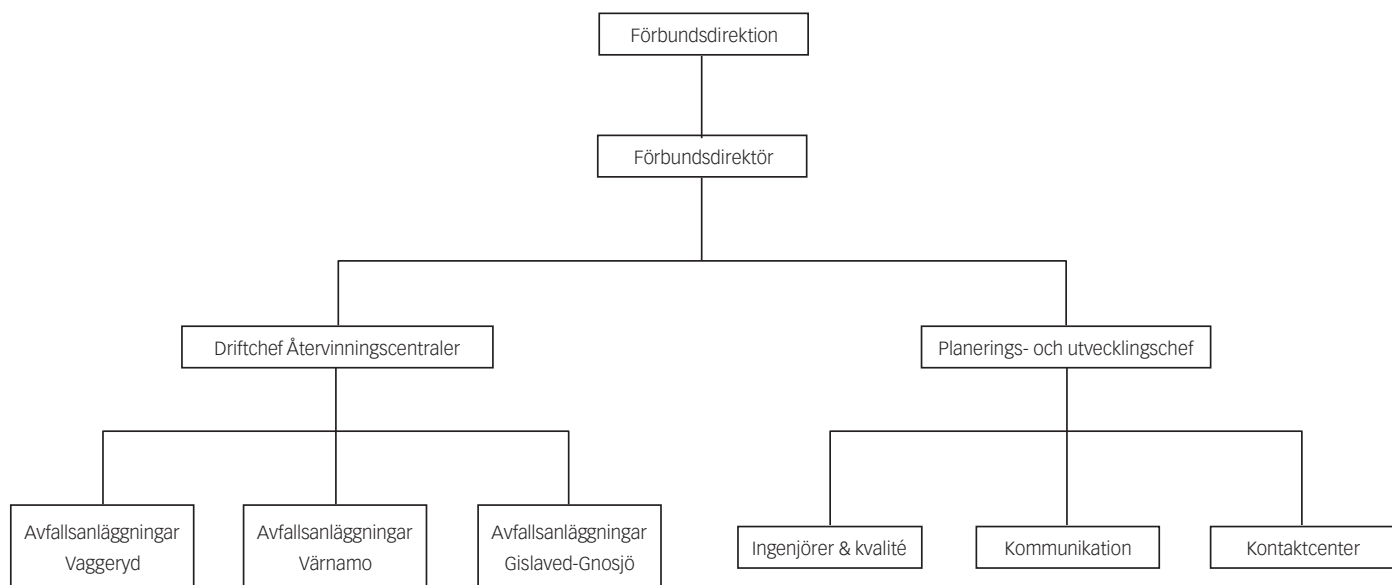 Förbundsdirektion
Förbundsdirektör
Driftchef Återvinningscentraler
Planerings- och utvecklingschef
Avfallsanläggningar
Vaggeryd
Avfallsanläggningar
Värnamo
Avfallsanläggningar
Gislaved-Gnosjö
Ingenjörer & kvalité
Kommunikation
Kontaktcenter